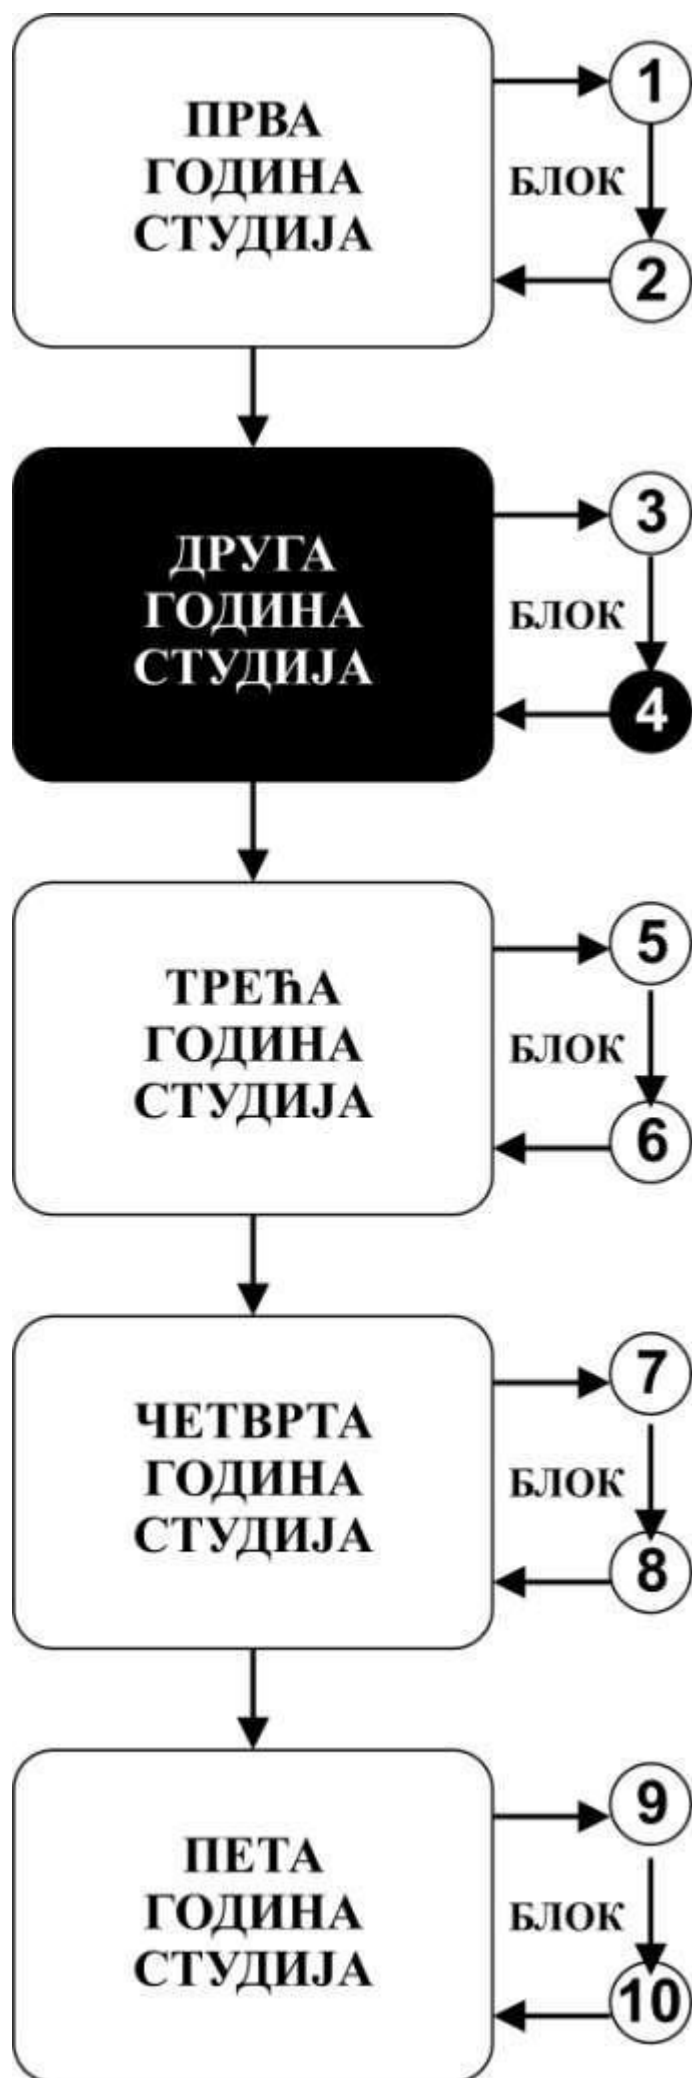 ПРВА
ГОДИНА
СТУДИЈА
1
БЛОК
2
ДРУГА
ГОДИНА
СТУДИЈА
3
БЛОК
4
ТРЕЋА
ГОДИНА
СТУДИЈА
5
БЛОК
6
ЧЕТВРТА
ГОДИНА
СТУДИЈА
7
БЛОК
8
ПЕТА
ГОДИНА
СТУДИЈА
9
БЛОК
10